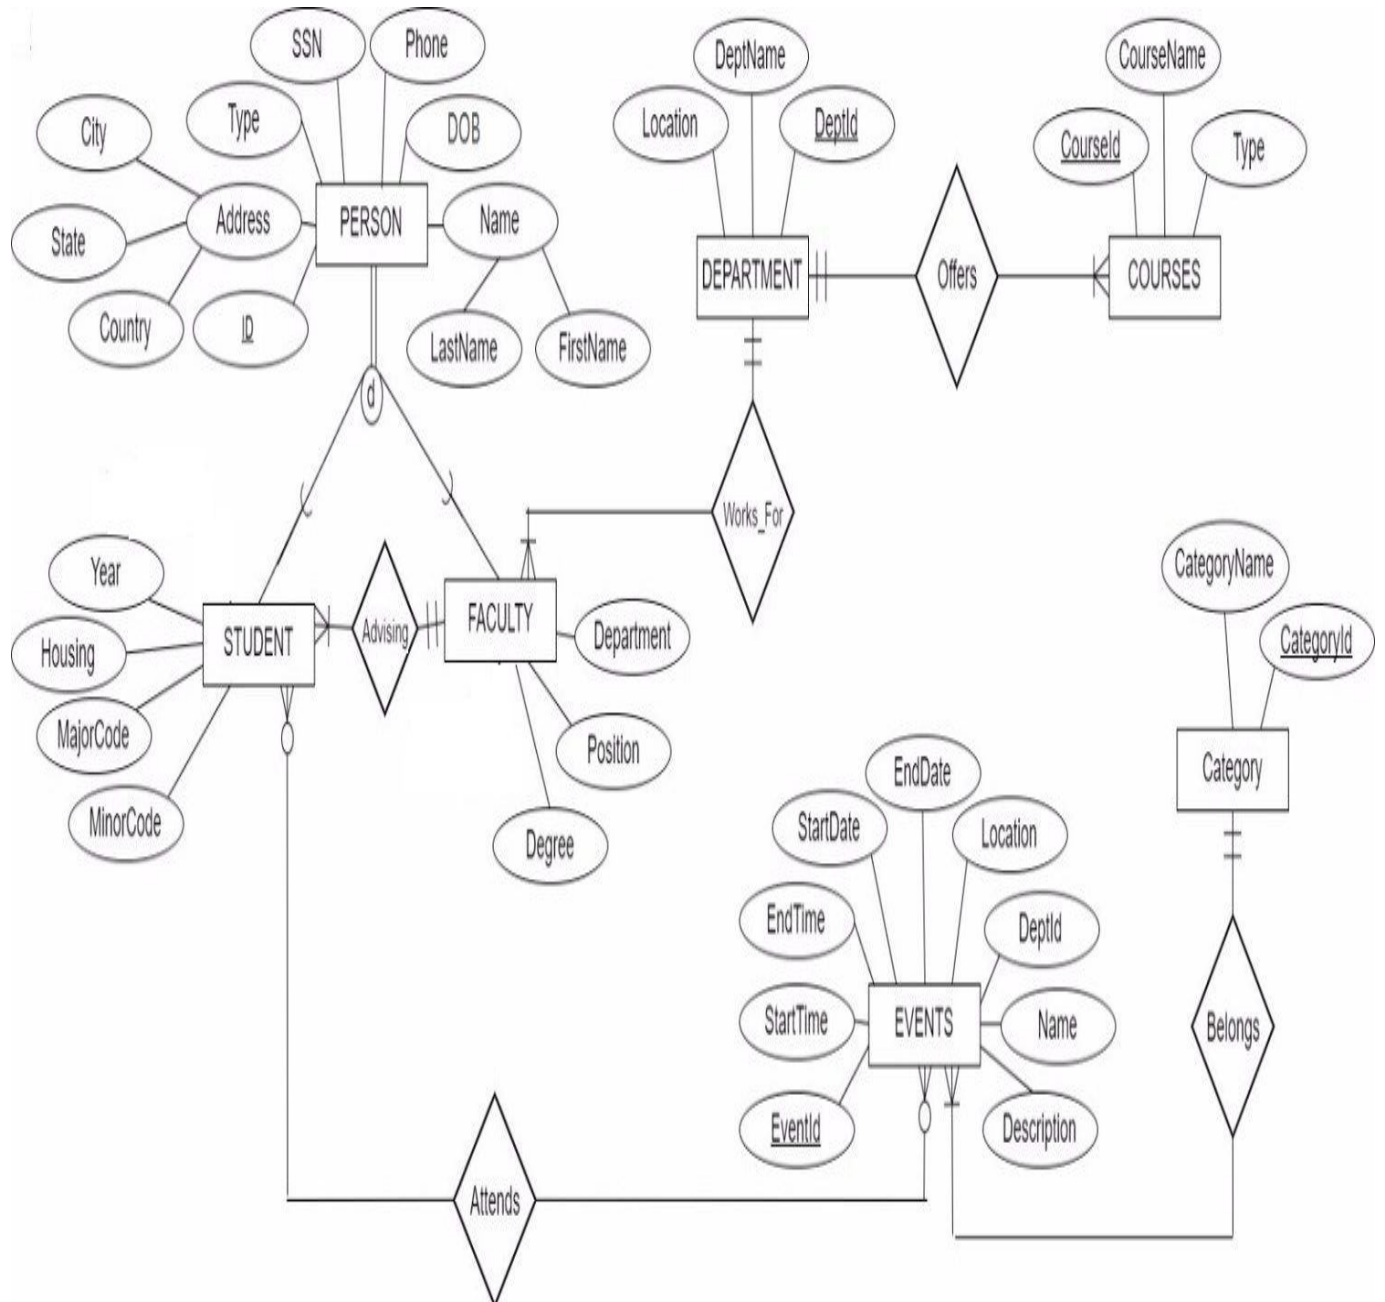 SSN
Phone
DeptName
CourseName
City
Type
DOB
Location
DeptId
CourseId
Type
State
Address
PERSON
Name
DEPARTMENT
Offers
COURSES
Country
ID
LastName
FirstName
d
Works_For
Year
CategoryName
Housing
STUDENT
Advising
FACULTY
Department
CategoryId
MajorCode
Position
Category
MinorCode
Degree
EndDate
StartDate
Location
EndTime
DeptId
StartTime
EVENTS
Name
Belongs
EventId
Description
Attends